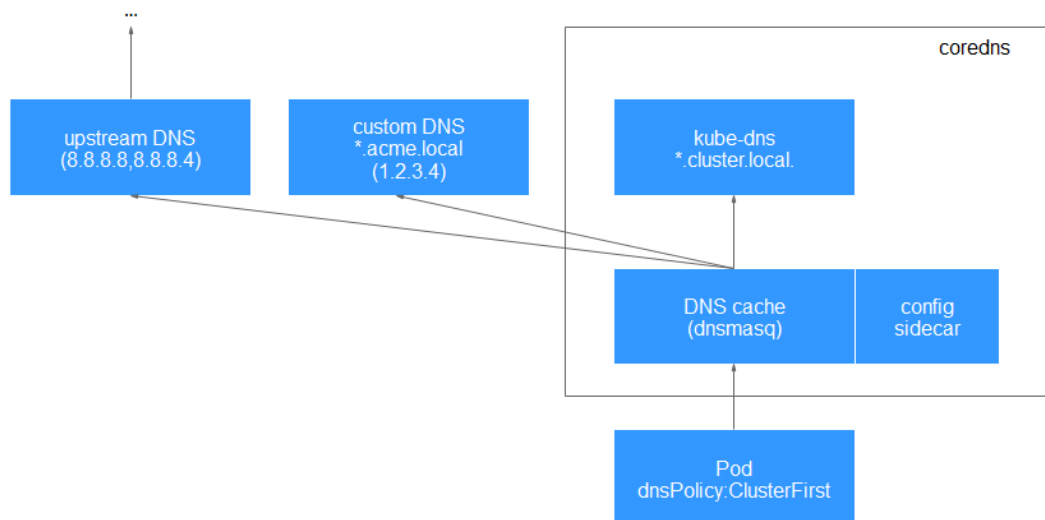 ...
coredns
upstream DNS
(8.8.8.8,8.8.8.4)
custom DNS
*.acme.local
(1.2.3.4)
kube-dns
*.cluster.local.
DNS cache
(dnsmasq)
config
sidecar
Pod
dnsPolicy:ClusterFirst